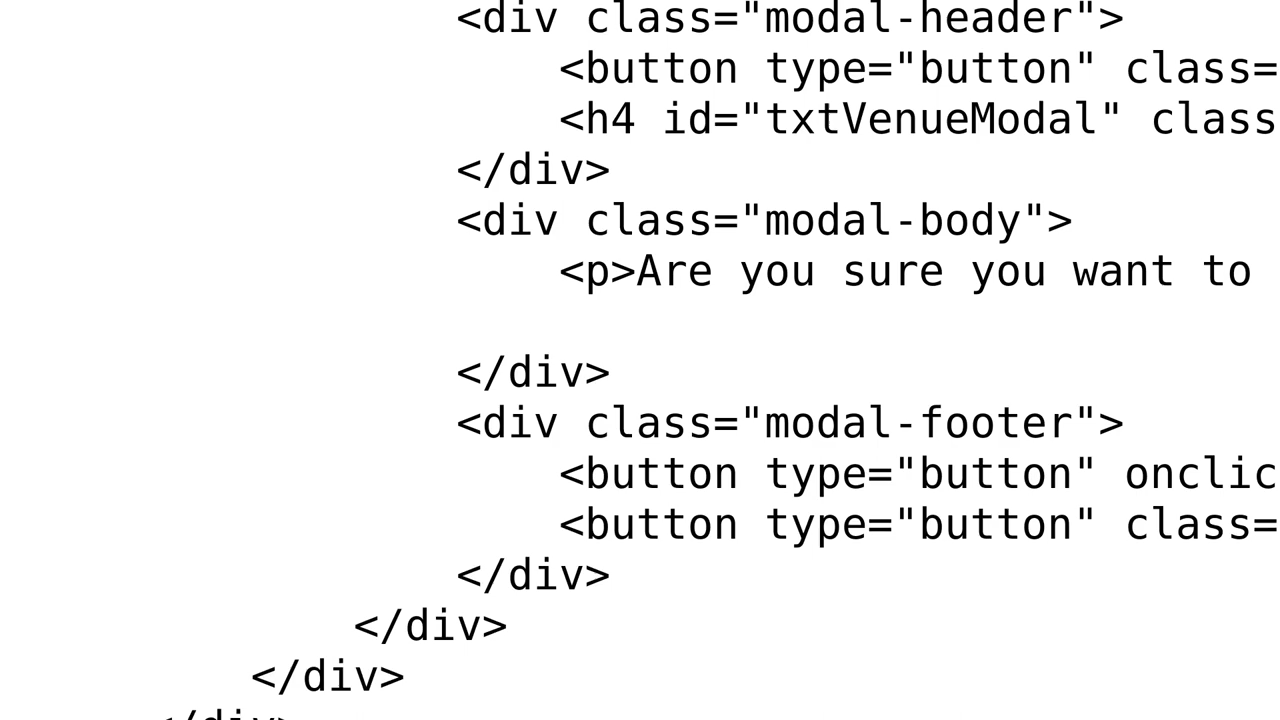 <div class="modal-header">
<button type="button" class=
<h4 id="txtVenueModal" class
</div>
<div class="modal-body">
<p>Are you sure you want to
</div>
<div class="modal-footer">
<button type="button" onclic
<button type="button" class=
</div>
</div>
</div>
</div>